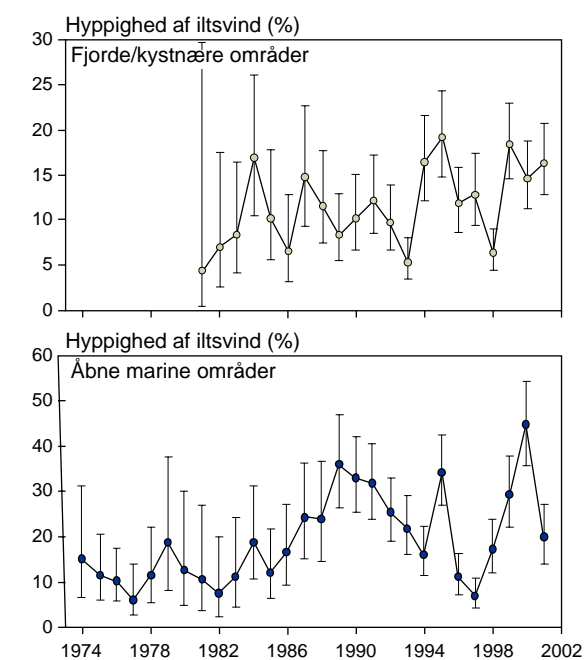 Hyppighed af iltsvind (%)
Fjorde/kystnære områder
30
25
20
15
10
5
0
Hyppighed af iltsvind (%)
Åbne marine områder
60
50
40
30
20
10
0
1974 1978 1982 1986 1990 1994 1998 2002